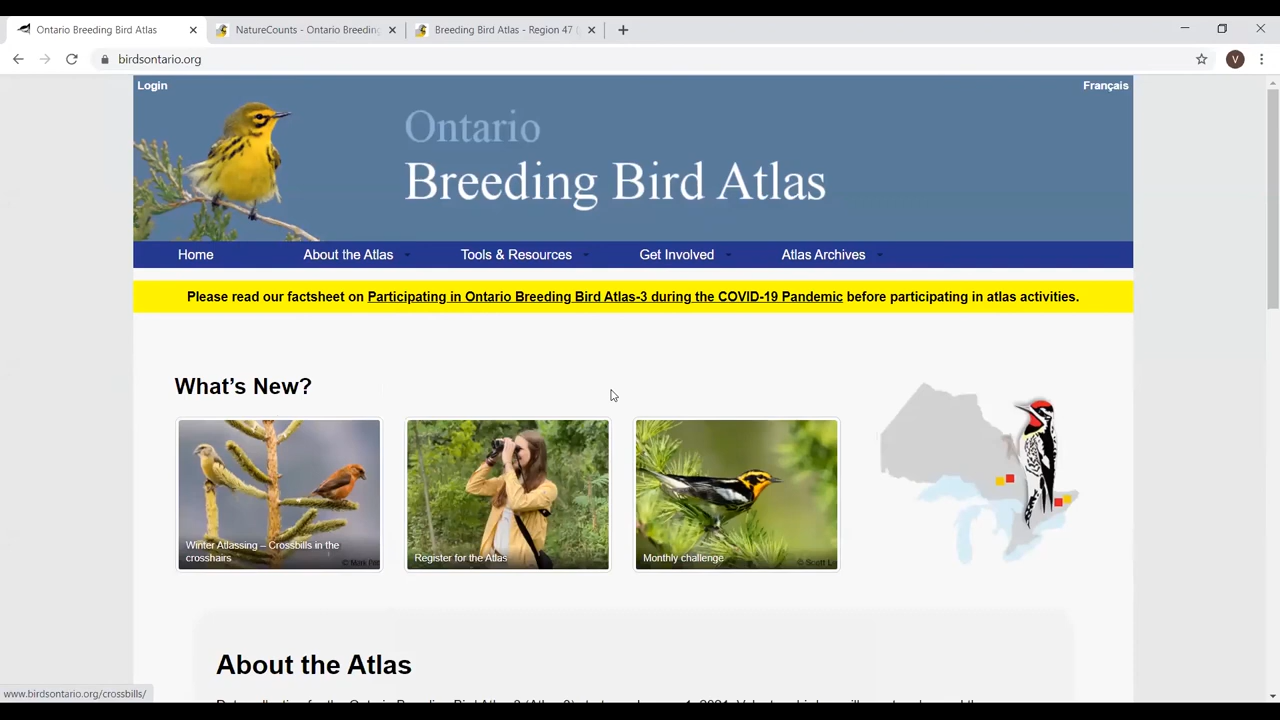 Ontario Breeding Bird Atlas
NatureCounts - Ontario Breeding
Breeding Bird Atlas - Region 47
birdsontario.org
V
Login
Français
Ontario
Breeding Bird Atlas
Home
About the Atlas
Tools & Resources
Get Involved
Atlas Archives
Please read our factsheet on Participating in Ontario Breeding Bird Atlas-3 during the COVID-19 Pandemic before participating in atlas activities.
What's New?
Winter Atlassing – Crossbills in the
crosshairs
Register for the Atlas
Monthly challenge
About the Atlas
www.birdsontario.org/crossbills/